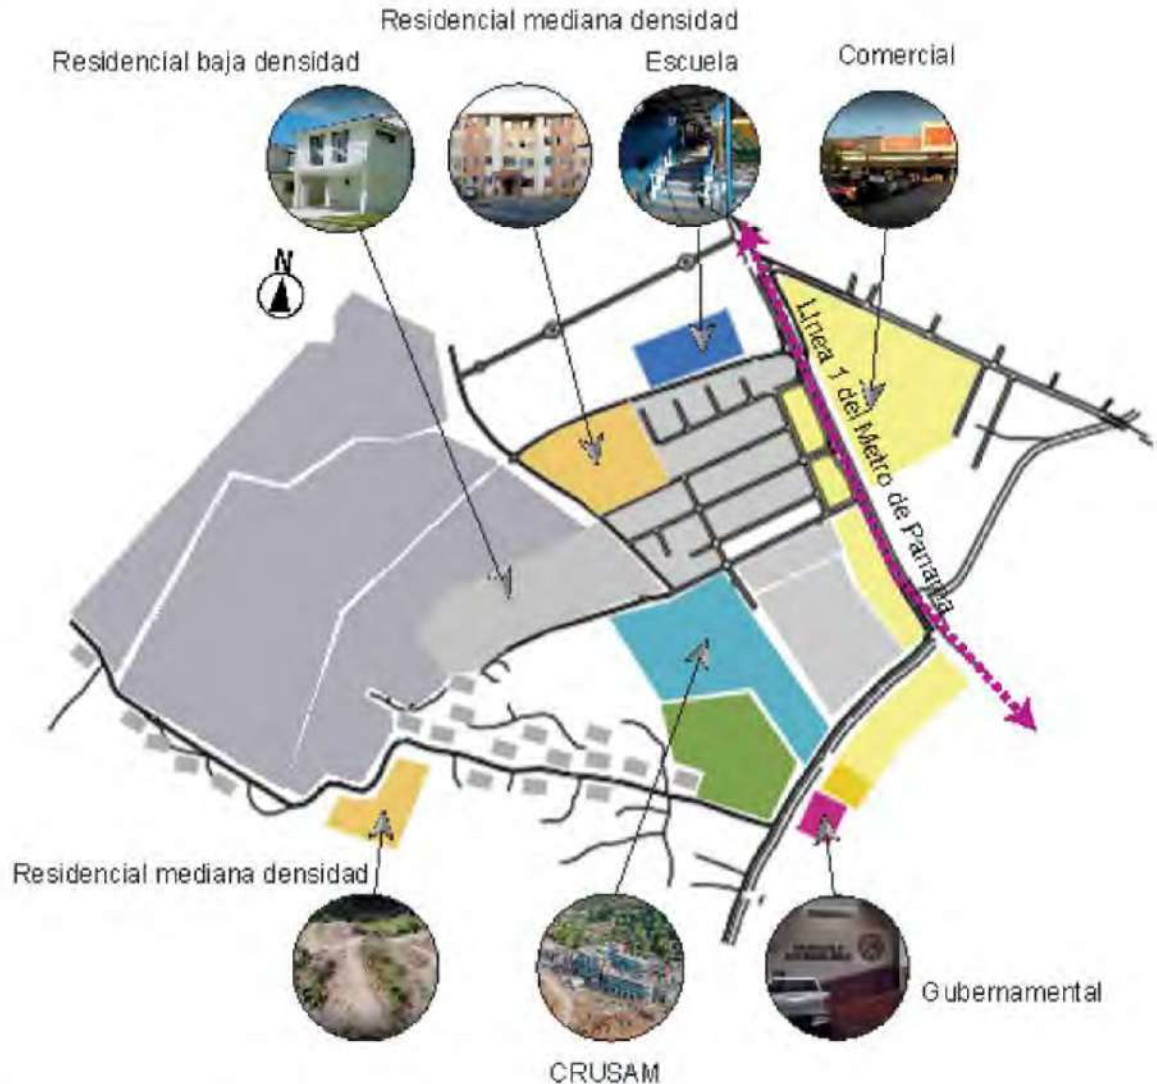 Residencial mediana densidad
Residencial baja densidad
Escuela
Comercial
N
Línea 1 del Metro de Panamá
Residencial mediana densidad
Gubernamental
CRUSAM